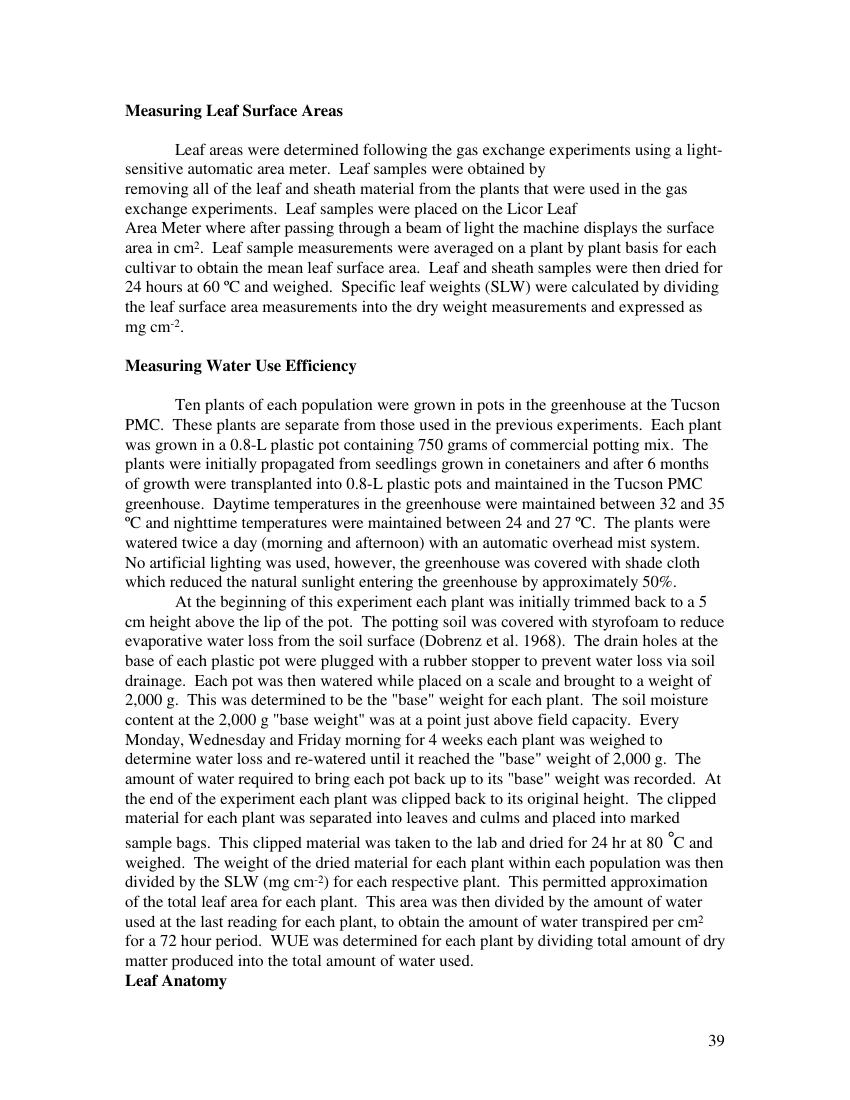 Measuring Leaf Surface Areas
Leaf areas were determined following the gas exchange experiments using a light-
sensitive automatic area meter.  Leaf samples were obtained by
removing all of the leaf and sheath material from the plants that were used in the gas
exchange experiments.  Leaf samples were placed on the Licor Leaf
Area Meter where after passing through a beam of light the machine displays the surface
area in cm².  Leaf sample measurements were averaged on a plant by plant basis for each
cultivar to obtain the mean leaf surface area.  Leaf and sheath samples were then dried for
24 hours at 60 ºC and weighed.  Specific leaf weights (SLW) were calculated by dividing
the leaf surface area measurements into the dry weight measurements and expressed as
mg cm⁻².
Measuring Water Use Efficiency
Ten plants of each population were grown in pots in the greenhouse at the Tucson
PMC.  These plants are separate from those used in the previous experiments.  Each plant
was grown in a 0.8-L plastic pot containing 750 grams of commercial potting mix.  The
plants were initially propagated from seedlings grown in conetainers and after 6 months
of growth were transplanted into 0.8-L plastic pots and maintained in the Tucson PMC
greenhouse.  Daytime temperatures in the greenhouse were maintained between 32 and 35
ºC and nighttime temperatures were maintained between 24 and 27 ºC.  The plants were
watered twice a day (morning and afternoon) with an automatic overhead mist system.
No artificial lighting was used, however, the greenhouse was covered with shade cloth
which reduced the natural sunlight entering the greenhouse by approximately 50%.
At the beginning of this experiment each plant was initially trimmed back to a 5
cm height above the lip of the pot.  The potting soil was covered with styrofoam to reduce
evaporative water loss from the soil surface (Dobrenz et al. 1968).  The drain holes at the
base of each plastic pot were plugged with a rubber stopper to prevent water loss via soil
drainage.  Each pot was then watered while placed on a scale and brought to a weight of
2,000 g.  This was determined to be the "base" weight for each plant.  The soil moisture
content at the 2,000 g "base weight" was at a point just above field capacity.  Every
Monday, Wednesday and Friday morning for 4 weeks each plant was weighed to
determine water loss and re-watered until it reached the "base" weight of 2,000 g.  The
amount of water required to bring each pot back up to its "base" weight was recorded.  At
the end of the experiment each plant was clipped back to its original height.  The clipped
material for each plant was separated into leaves and culms and placed into marked
sample bags.  This clipped material was taken to the lab and dried for 24 hr at 80 °C and
weighed.  The weight of the dried material for each plant within each population was then
divided by the SLW (mg cm⁻²) for each respective plant.  This permitted approximation
of the total leaf area for each plant.  This area was then divided by the amount of water
used at the last reading for each plant, to obtain the amount of water transpired per cm²
for a 72 hour period.  WUE was determined for each plant by dividing total amount of dry
matter produced into the total amount of water used.
Leaf Anatomy
39